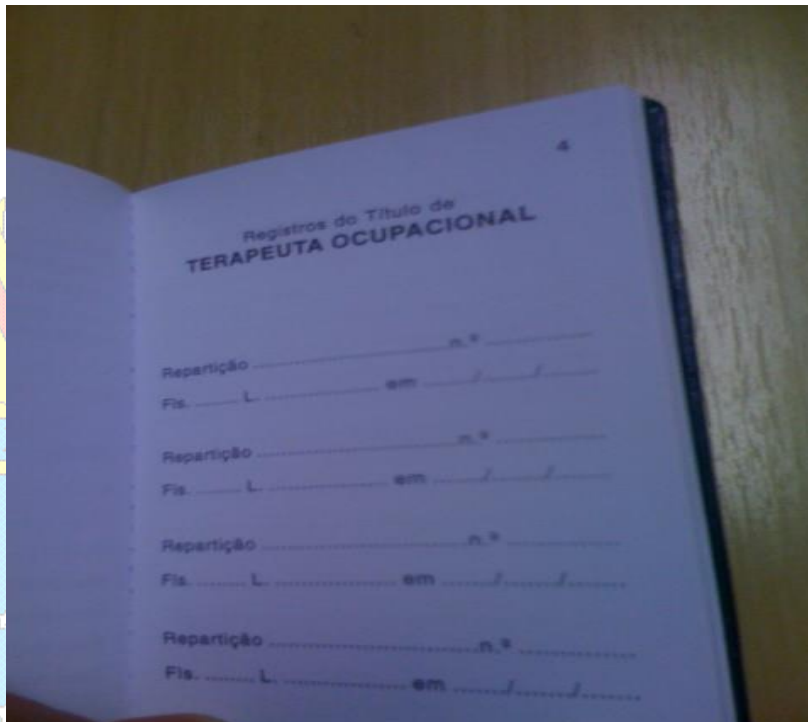 4
Registros do Título de
TERAPEUTA OCUPACIONAL
Repartição ........................................ n.º ......................
Fls. ......... L. ........................ em ........../........../..........
Repartição ........................................ n.º ......................
Fls. ......... L. ........................ em ........../........../..........
Repartição ........................................ n.º ......................
Fls. ......... L. ........................ em ........../........../..........
Repartição ........................................ n.º ......................
Fls. ......... L. ........................ em ........../........../..........